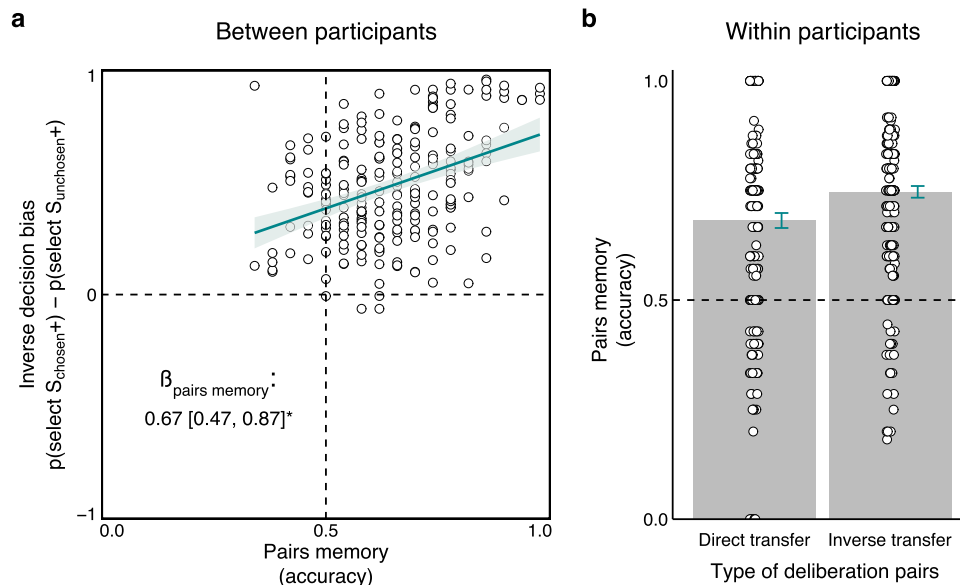 a
Between participants
Inverse decision bias
p(select Schosen+) − p(select Sunchosen+)
1
0
−1
ßpairs memory:
0.67 [0.47, 0.87]*
0.0
0.5
1.0
Pairs memory
(accuracy)
b
Within participants
Pairs memory
(accuracy)
1.0
0.5
0.0
Direct transfer
Inverse transfer
Type of deliberation pairs